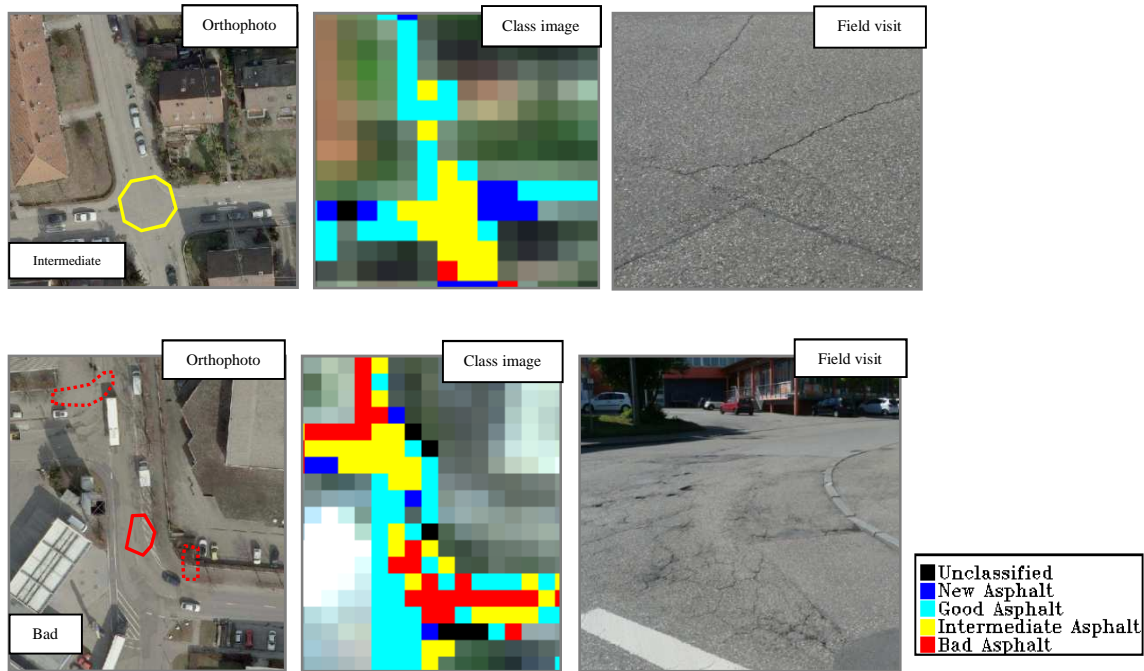 Orthophoto
Class image
Field visit
Intermediate
Orthophoto
Class image
Field visit
Bad
Unclassified
New Asphalt
Good Asphalt
Intermediate Asphalt
Bad Asphalt